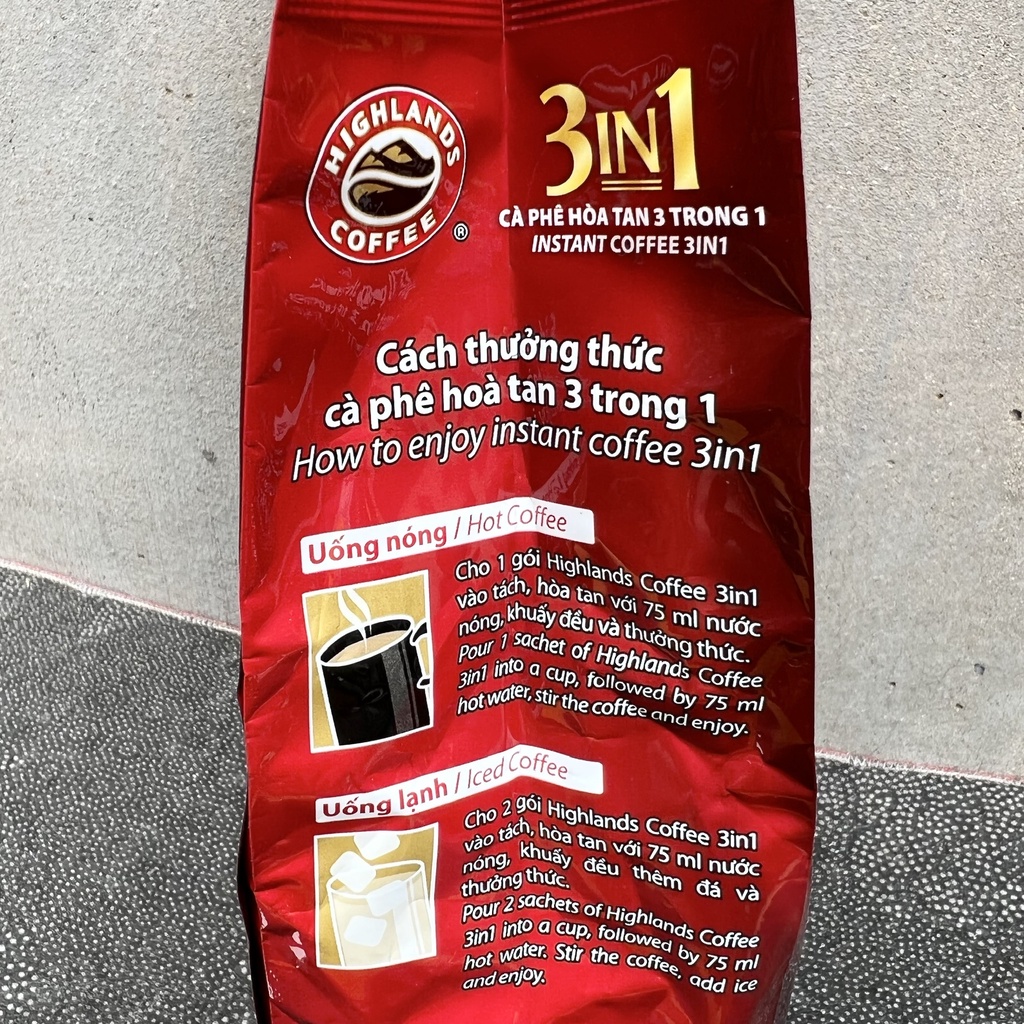 HIGHLANDS
COFFEE
®
3IN1
CÀ PHÊ HÒA TAN 3 TRONG 1
INSTANT COFFEE 3IN1
Cách thưởng thức
cà phê hoà tan 3 trong 1
How to enjoy instant coffee 3in1
Uống nóng / Hot Coffee
Cho 1 gói Highlands Coffee 3in1
vào tách, hòa tan với 75 ml nước
nóng, khuấy đều và thưởng thức.
Pour 1 sachet of Highlands Coffee
3in1 into a cup, followed by 75 ml
hot water, stir the coffee and enjoy.
Uống lạnh / Iced Coffee
Cho 2 gói Highlands Coffee 3in1
vào tách, hòa tan với 75 ml nước
nóng, khuấy đều thêm đá và
thưởng thức.
Pour 2 sachets of Highlands Coffee
3in1 into a cup, followed by 75 ml
hot water. Stir the coffee, add ice
and enjoy.